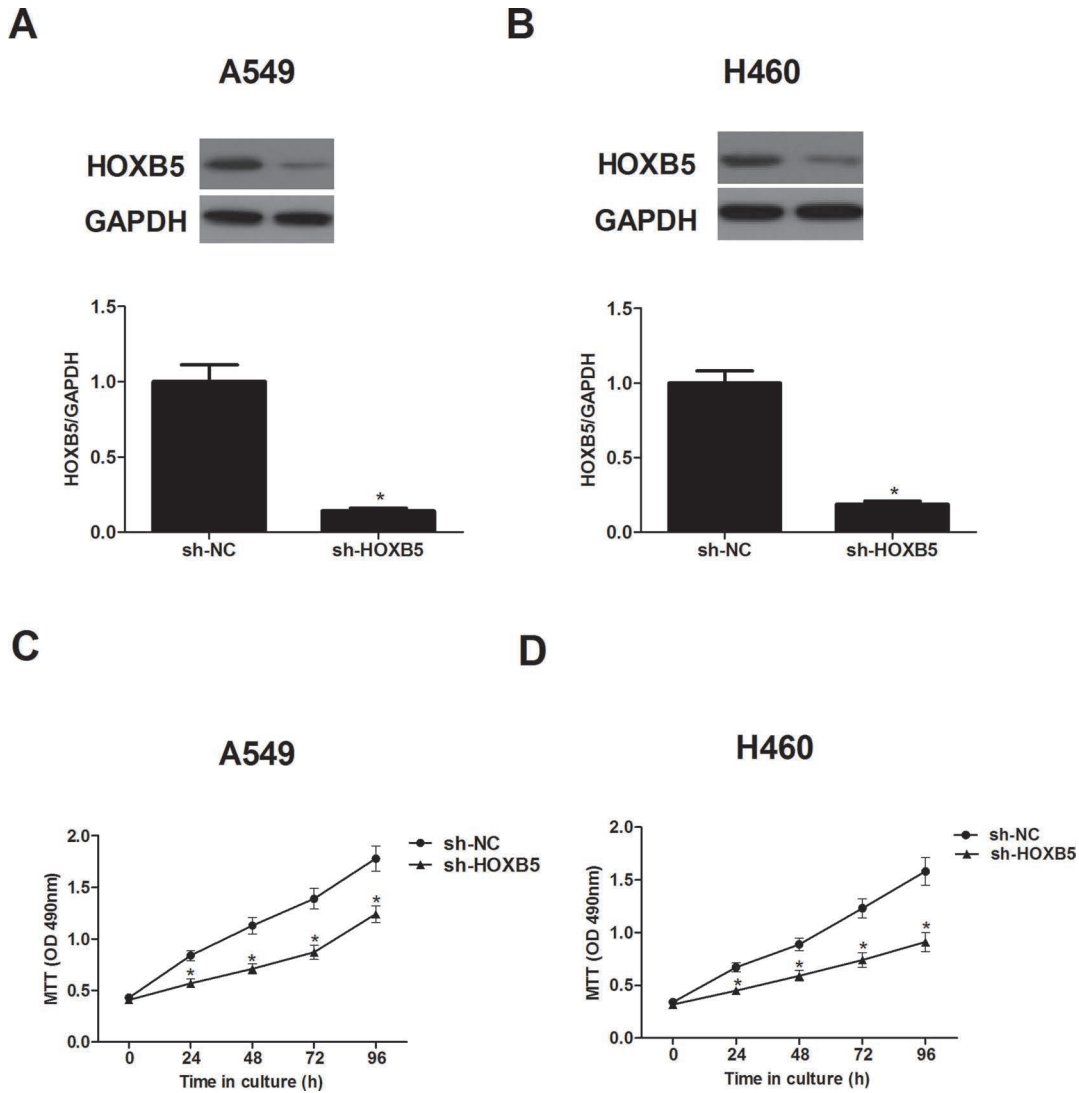 A
B
A549
H460
HOXB5
GAPDH
HOXB5
GAPDH
HOXB5/GAPDH
1.5
1.0
0.5
0.0
*
sh-NC
sh-HOXB5
HOXB5/GAPDH
1.5
1.0
0.5
0.0
*
sh-NC
sh-HOXB5
C
D
A549
H460
MTT (OD 490nm)
2.0
1.5
1.0
0.5
0.0
sh-NC
sh-HOXB5
*
*
*
*
0 24 48 72 96
Time in culture (h)
MTT (OD 490nm)
2.0
1.5
1.0
0.5
0.0
sh-NC
sh-HOXB5
*
*
*
*
0 24 48 72 96
Time in culture (h)